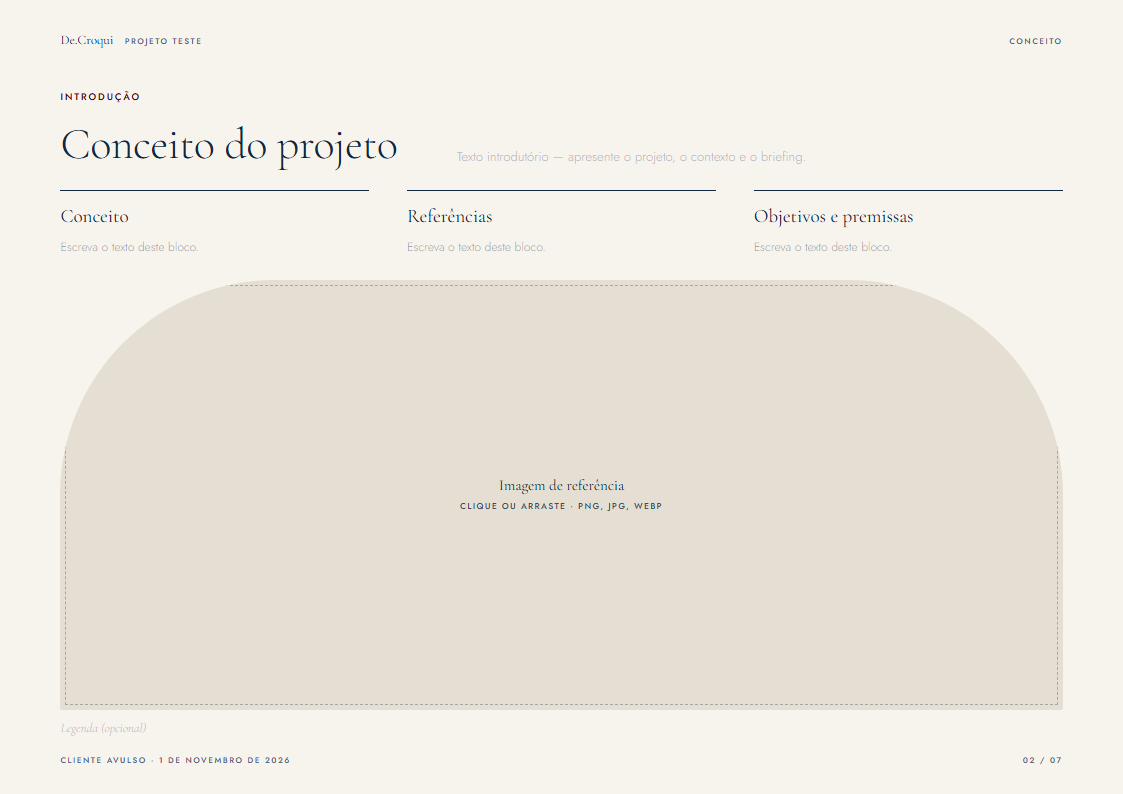 De.Croqui PROJETO TESTE CONCEITO
INTRODUÇÃO
Conceito do projeto
Texto introdutório — apresente o projeto, o contexto e o briefing.
Conceito
Escreva o texto deste bloco.
Referências
Escreva o texto deste bloco.
Objetivos e premissas
Escreva o texto deste bloco.
Imagem de referência
CLIQUE OU ARRASTE · PNG, JPG, WEBP
Legenda (opcional)
CLIENTE AVULSO · 1 DE NOVEMBRO DE 2026 02 / 07